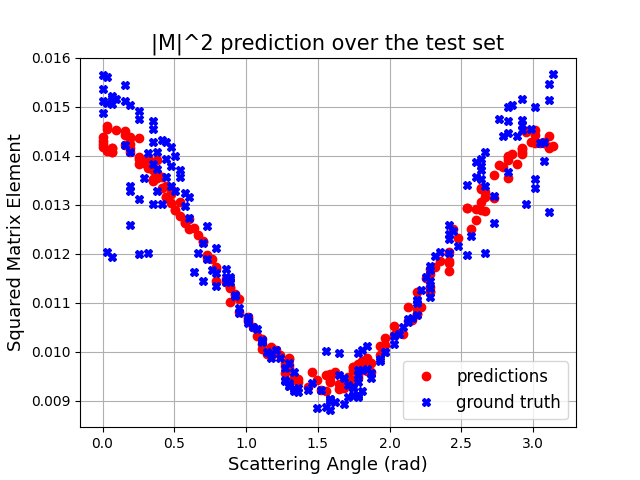 |M|^2 prediction over the test set
0.016
0.015
0.014
0.013
0.012
0.011
0.010
0.009
Squared Matrix Element
predictions
ground truth
0.0 0.5 1.0 1.5 2.0 2.5 3.0
Scattering Angle (rad)